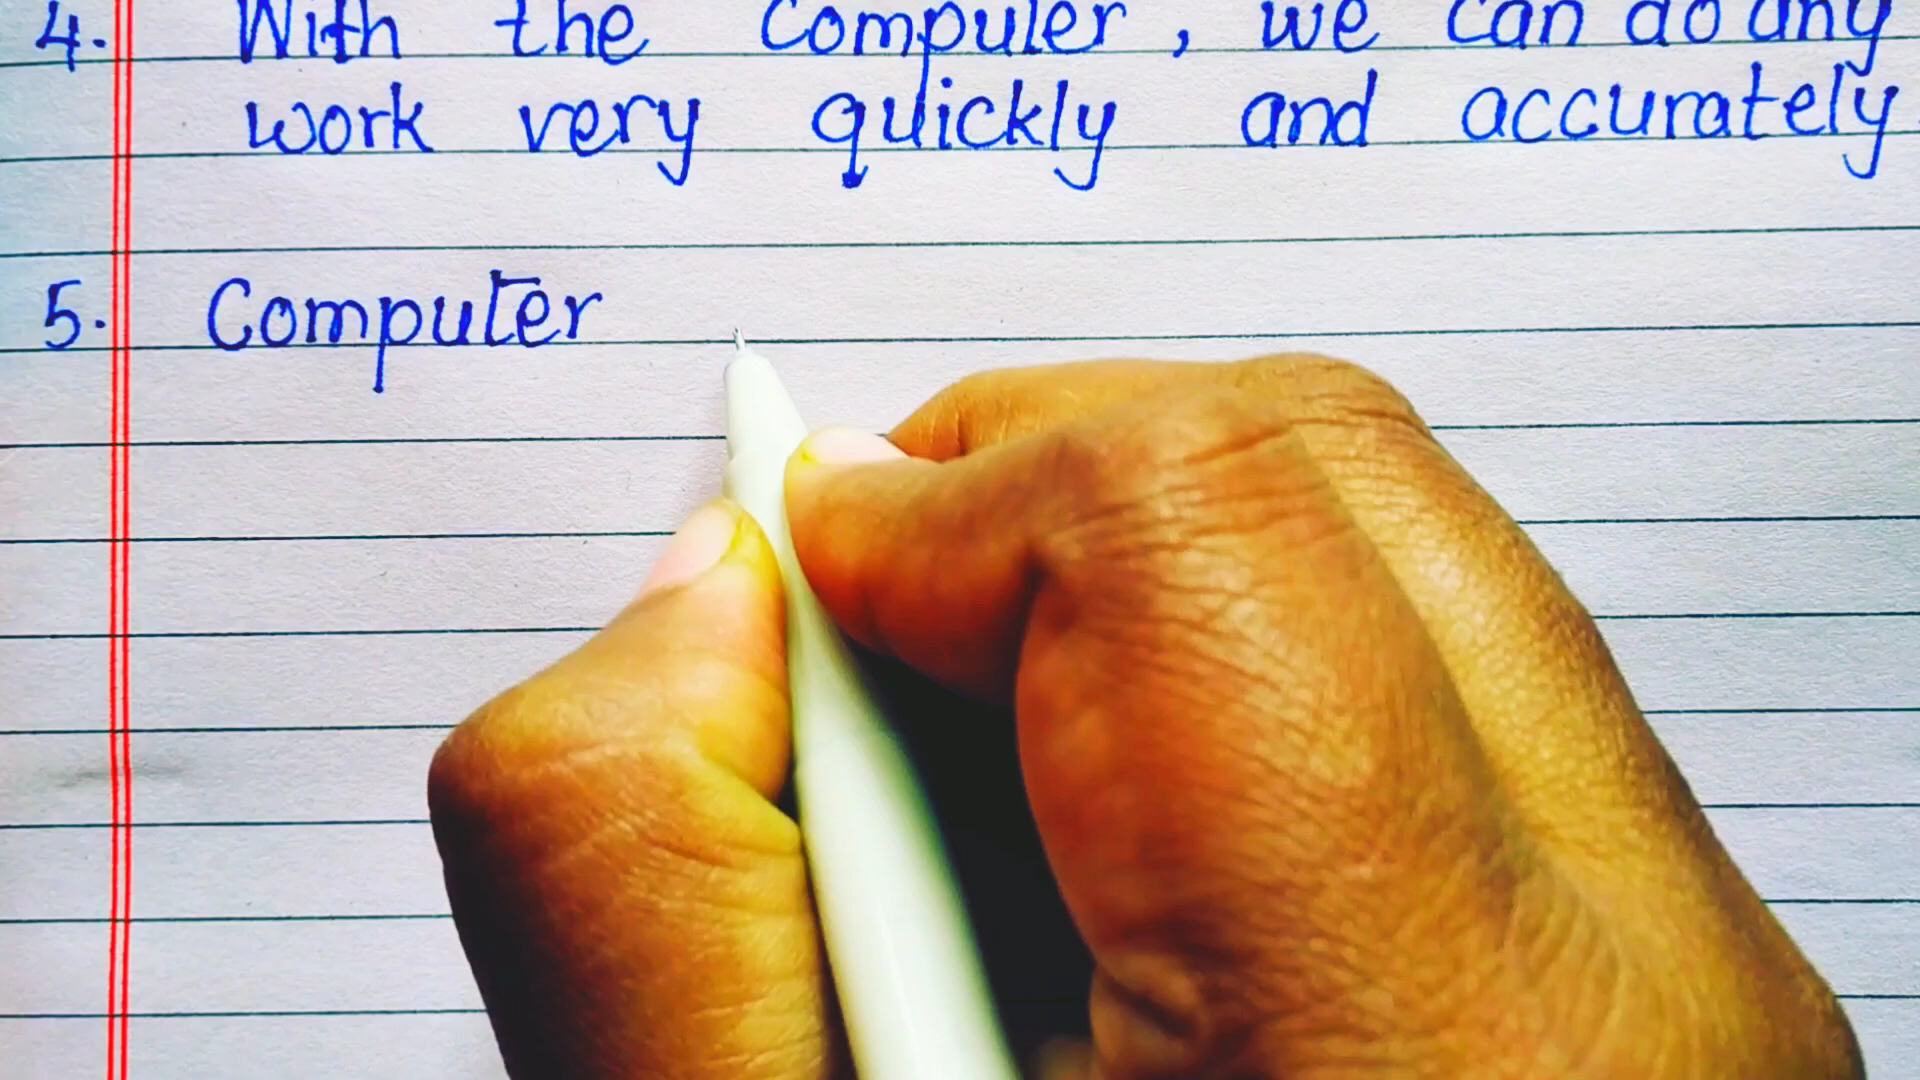 4. With the Computer, we can do any
work very quickly and accurately
5. Computer